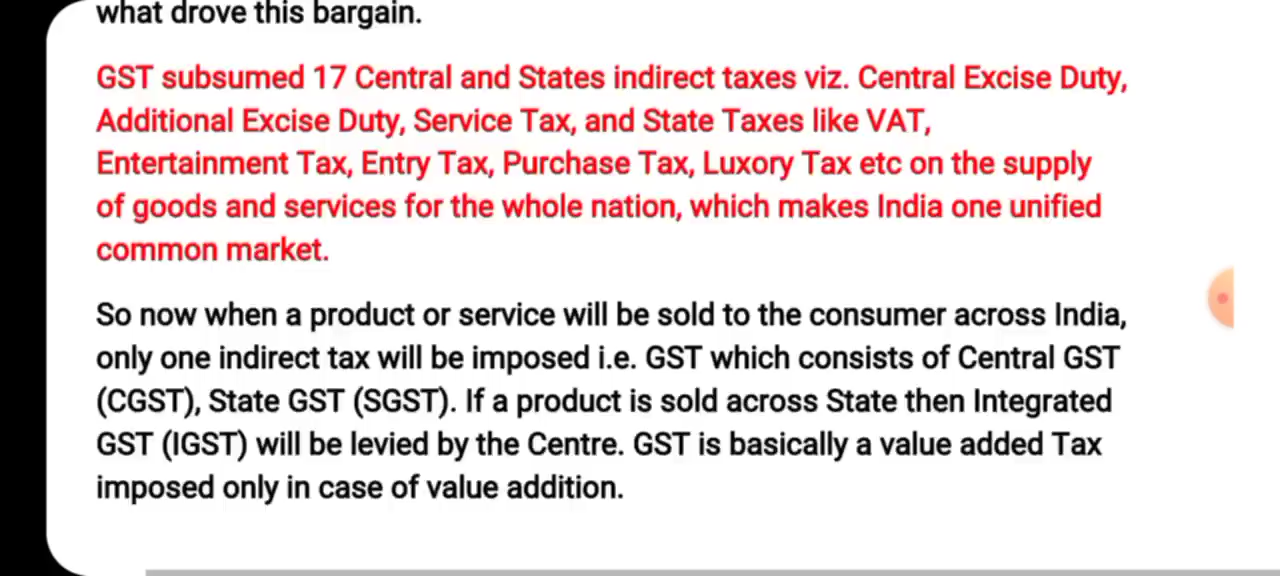 what drove this bargain.
GST subsumed 17 Central and States indirect taxes viz. Central Excise Duty,
Additional Excise Duty, Service Tax, and State Taxes like VAT,
Entertainment Tax, Entry Tax, Purchase Tax, Luxory Tax etc on the supply
of goods and services for the whole nation, which makes India one unified
common market.
So now when a product or service will be sold to the consumer across India,
only one indirect tax will be imposed i.e. GST which consists of Central GST
(CGST), State GST (SGST). If a product is sold across State then Integrated
GST (IGST) will be levied by the Centre. GST is basically a value added Tax
imposed only in case of value addition.